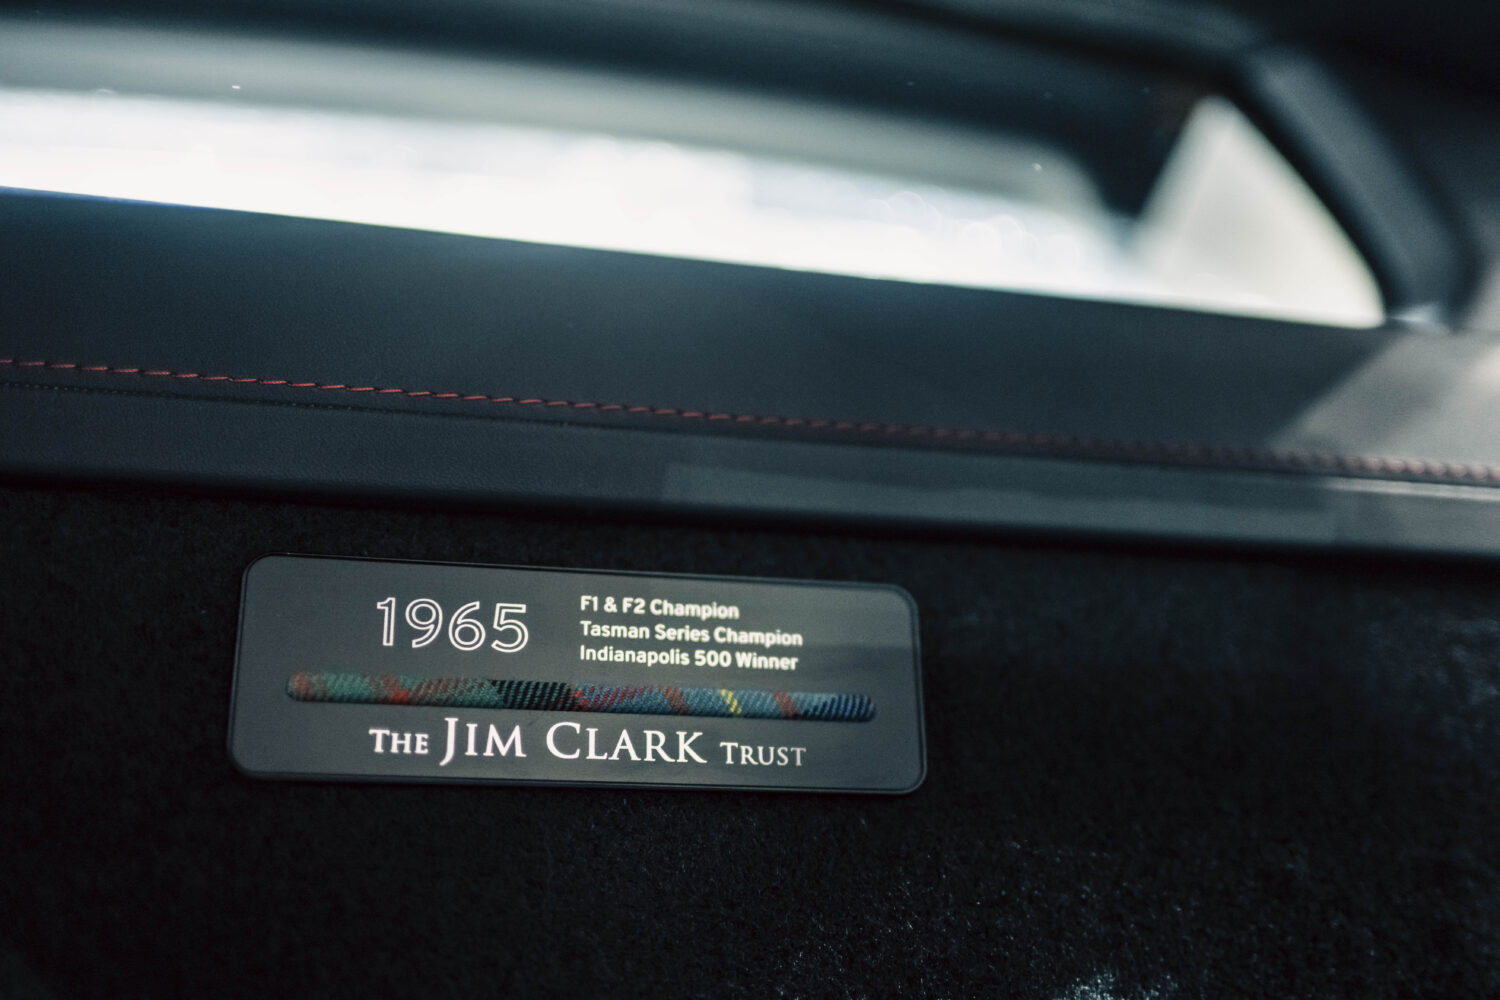 1965
F1 & F2 Champion
Tasman Series Champion
Indianapolis 500 Winner
THE JIM CLARK TRUST